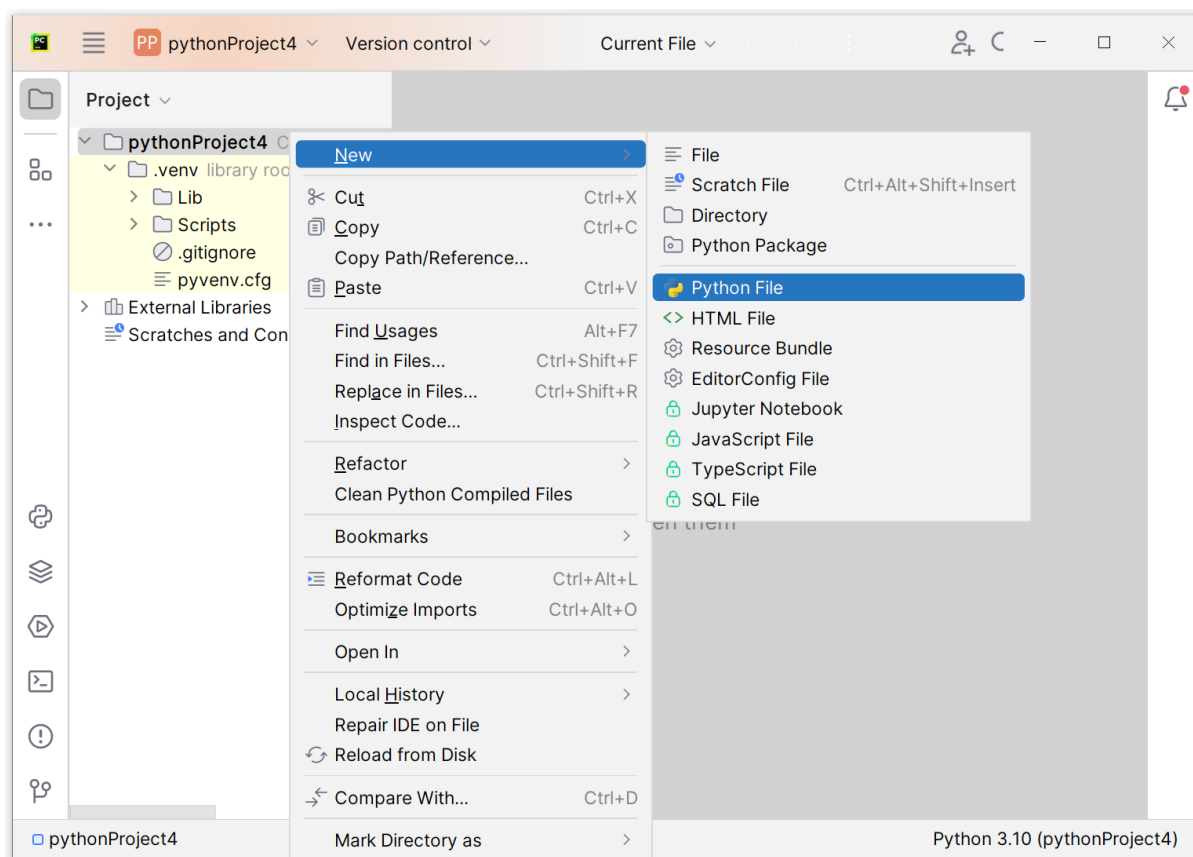 PC
PP pythonProject4 Version control Current File
Project
pythonProject4 C
.venv library roo
Lib
Scripts
.gitignore
pyvenv.cfg
External Libraries
Scratches and Con
New
Cut Ctrl+X
Copy Ctrl+C
Copy Path/Reference...
Paste Ctrl+V
Find Usages Alt+F7
Find in Files... Ctrl+Shift+F
Replace in Files... Ctrl+Shift+R
Inspect Code...
Refactor
Clean Python Compiled Files
Bookmarks
Reformat Code Ctrl+Alt+L
Optimize Imports Ctrl+Alt+O
Open In
Local History
Repair IDE on File
Reload from Disk
Compare With... Ctrl+D
Mark Directory as
File
Scratch File Ctrl+Alt+Shift+Insert
Directory
Python Package
Python File
HTML File
Resource Bundle
EditorConfig File
Jupyter Notebook
JavaScript File
TypeScript File
SQL File
en them
pythonProject4 Python 3.10 (pythonProject4)